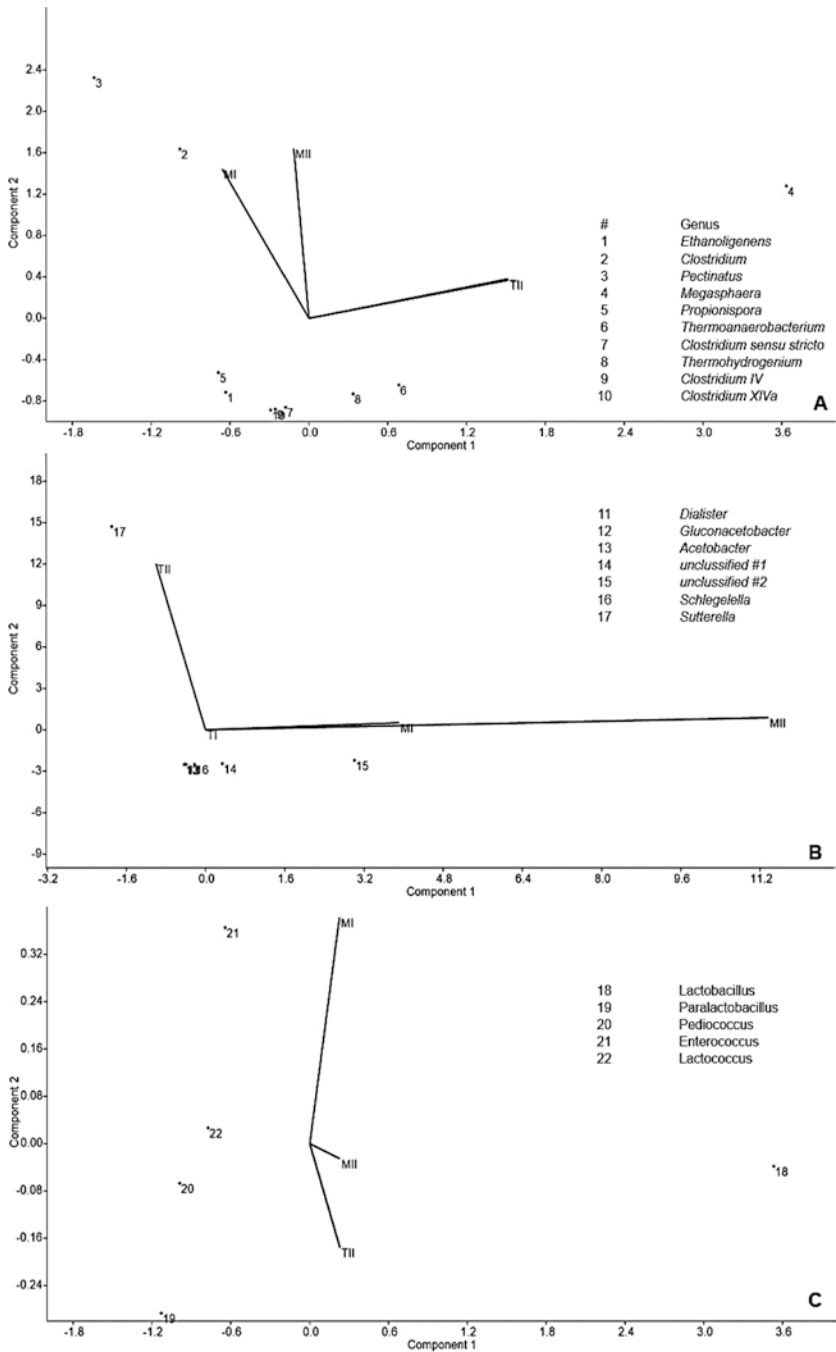 2.4
2.0
1.6
1.2
0.8
0.4
0.0
-0.4
-0.8
Component 2
3
2
MI
MII
4
TII
5
1
7
8
6
# Genus
1 Ethanoligenens
2 Clostridium
3 Pectinatus
4 Megasphaera
5 Propionispora
6 Thermoanaerobacterium
7 Clostridium sensu stricto
8 Thermohydrogenium
9 Clostridium IV
10 Clostridium XIVa
A
-1.8 -1.2 -0.6 0.0 0.6 1.2 1.8 2.4 3.0 3.6
Component 1
18
15
12
9
6
3
0
-3
-6
-9
Component 2
17
TII
TI
MI
MII
16
14
15
11 Dialister
12 Gluconacetobacter
13 Acetobacter
14 unclassified #1
15 unclassified #2
16 Schlegelella
17 Sutterella
B
-3.2 -1.6 0.0 1.6 3.2 4.8 6.4 8.0 9.6 11.2
Component 1
0.32
0.24
0.16
0.08
0.00
-0.08
-0.16
-0.24
Component 2
21
MI
22
MII
20
18
TII
19
18 Lactobacillus
19 Paralactobacillus
20 Pediococcus
21 Enterococcus
22 Lactococcus
C
-1.8 -1.2 -0.6 0.0 0.6 1.2 1.8 2.4 3.0 3.6
Component 1